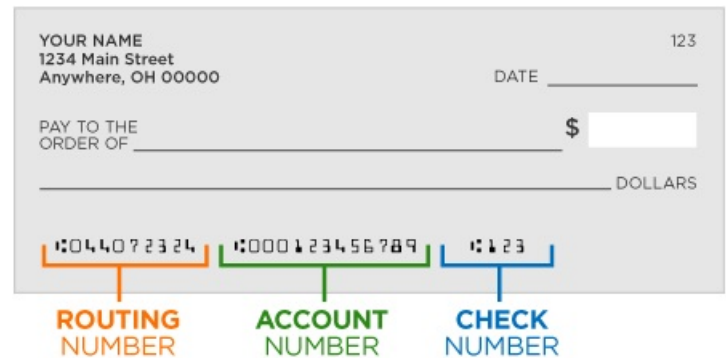 YOUR NAME 123
1234 Main Street
Anywhere, OH 00000
DATE
PAY TO THE
ORDER OF $
DOLLARS
⑆044072324 ⑆000123456789 ⑆123
ROUTING ACCOUNT CHECK
NUMBER NUMBER NUMBER